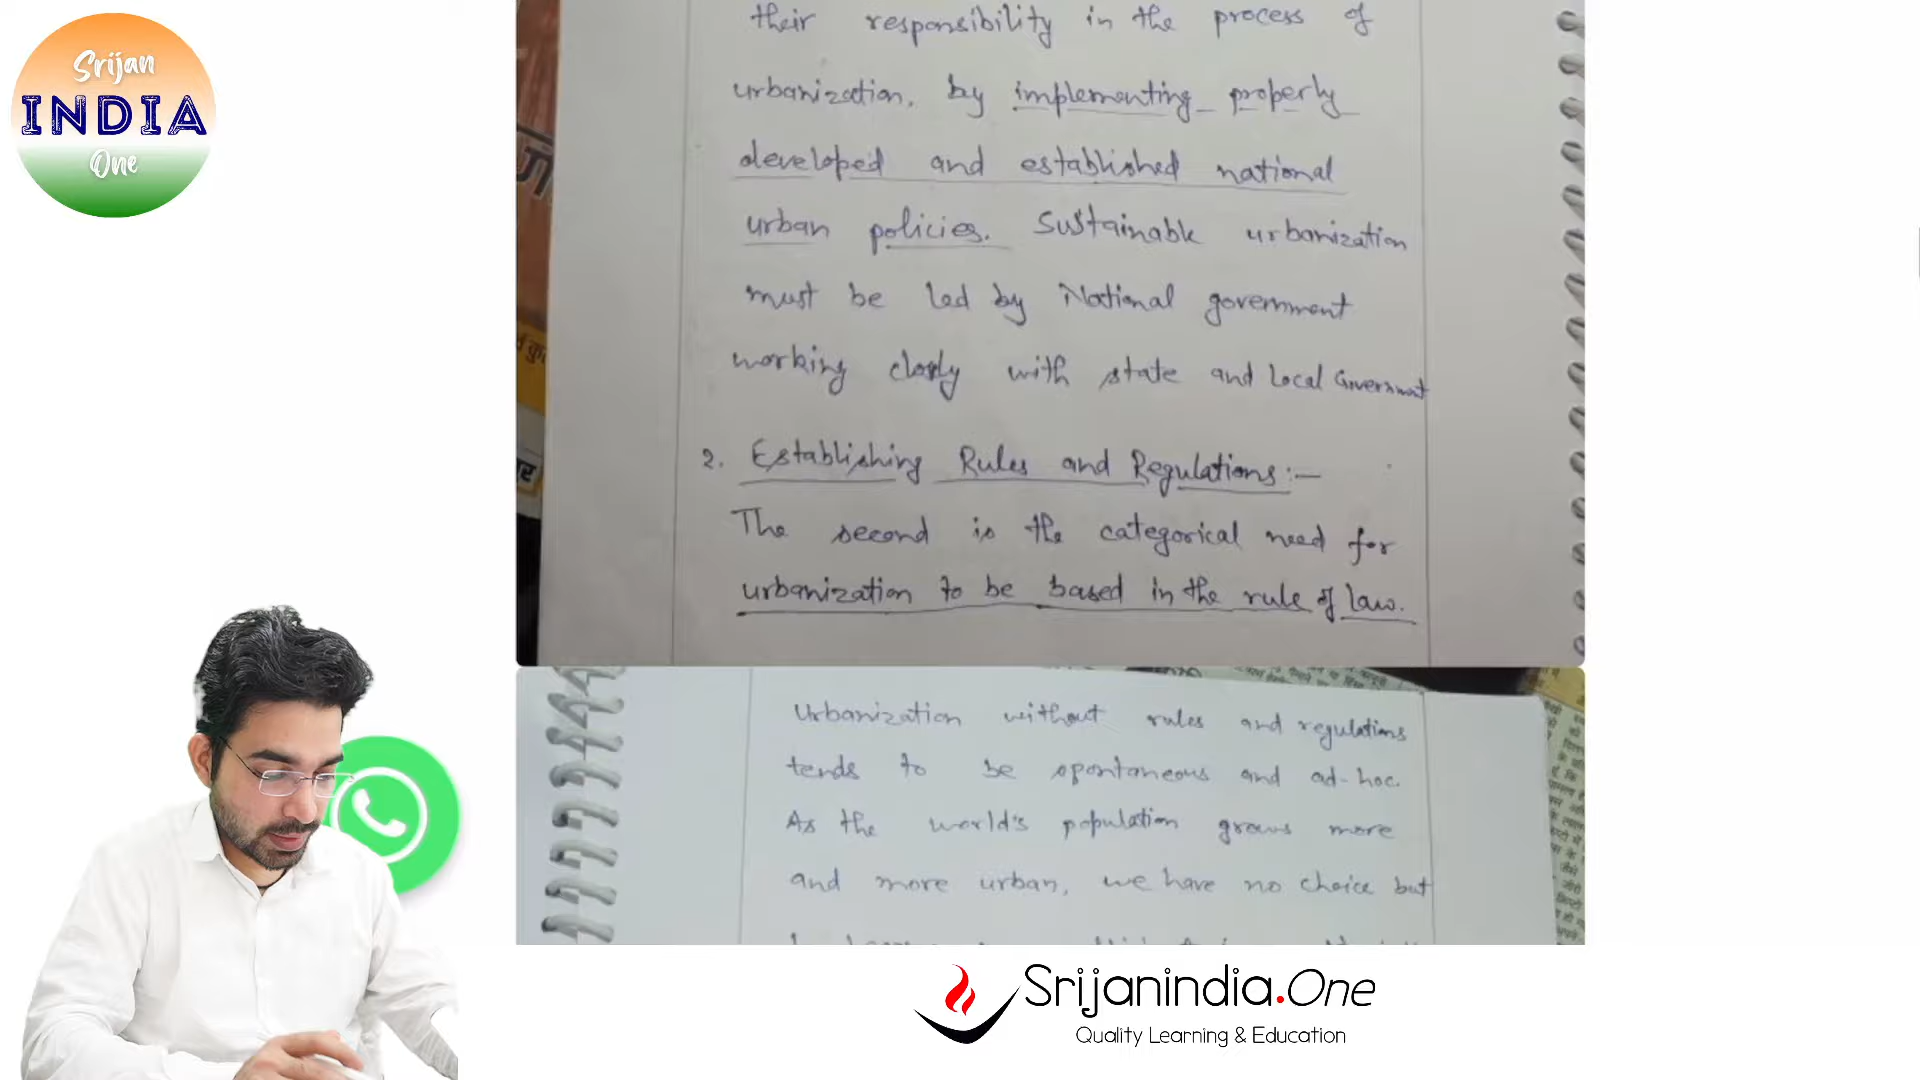 Srijan
INDIA
One
their responsibility in the process of
urbanization, by implementing properly
developed and established national
urban policies. Sustainable urbanization
must be led by National government
working closely with state and Local Government
2. Establishing Rules and Regulations:-
The second is the categorical need for
urbanization to be based in the rule of law.
Urbanization without rules and regulations
tends to be spontaneous and ad-hoc.
As the world's population grows more
and more urban, we have no choice but
Srijanindia.One
Quality Learning & Education